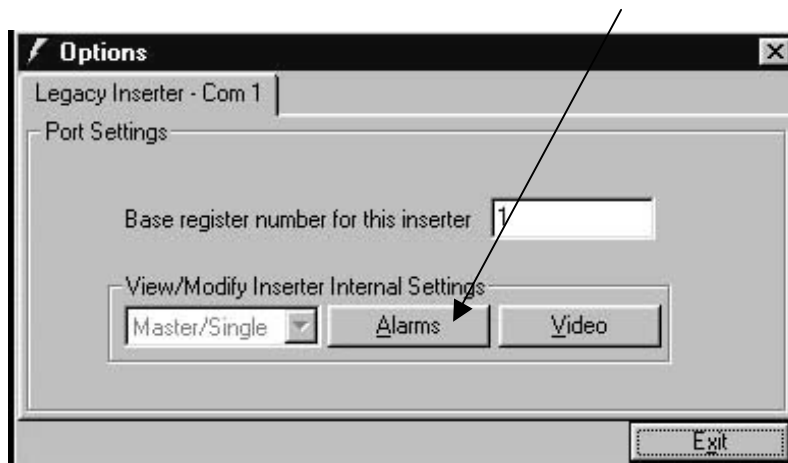 Options
Legacy Inserter - Com 1
Port Settings
Base register number for this inserter 1
View/Modify Inserter Internal Settings
Master/Single Alarms Video
Exit